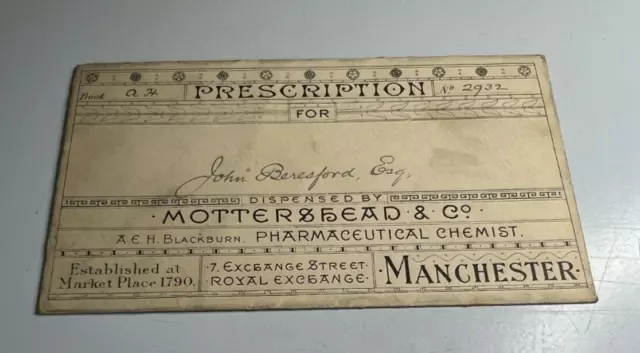 Book A H PRESCRIPTION No 2932
FOR
John Beresford, Esq.
DISPENSED BY
MOTTERSHEAD & Co.
A.E.H. BLACKBURN. PHARMACEUTICAL CHEMIST.
Established at
Market Place 1790.
7. EXCHANGE STREET.
ROYAL EXCHANGE.
MANCHESTER.